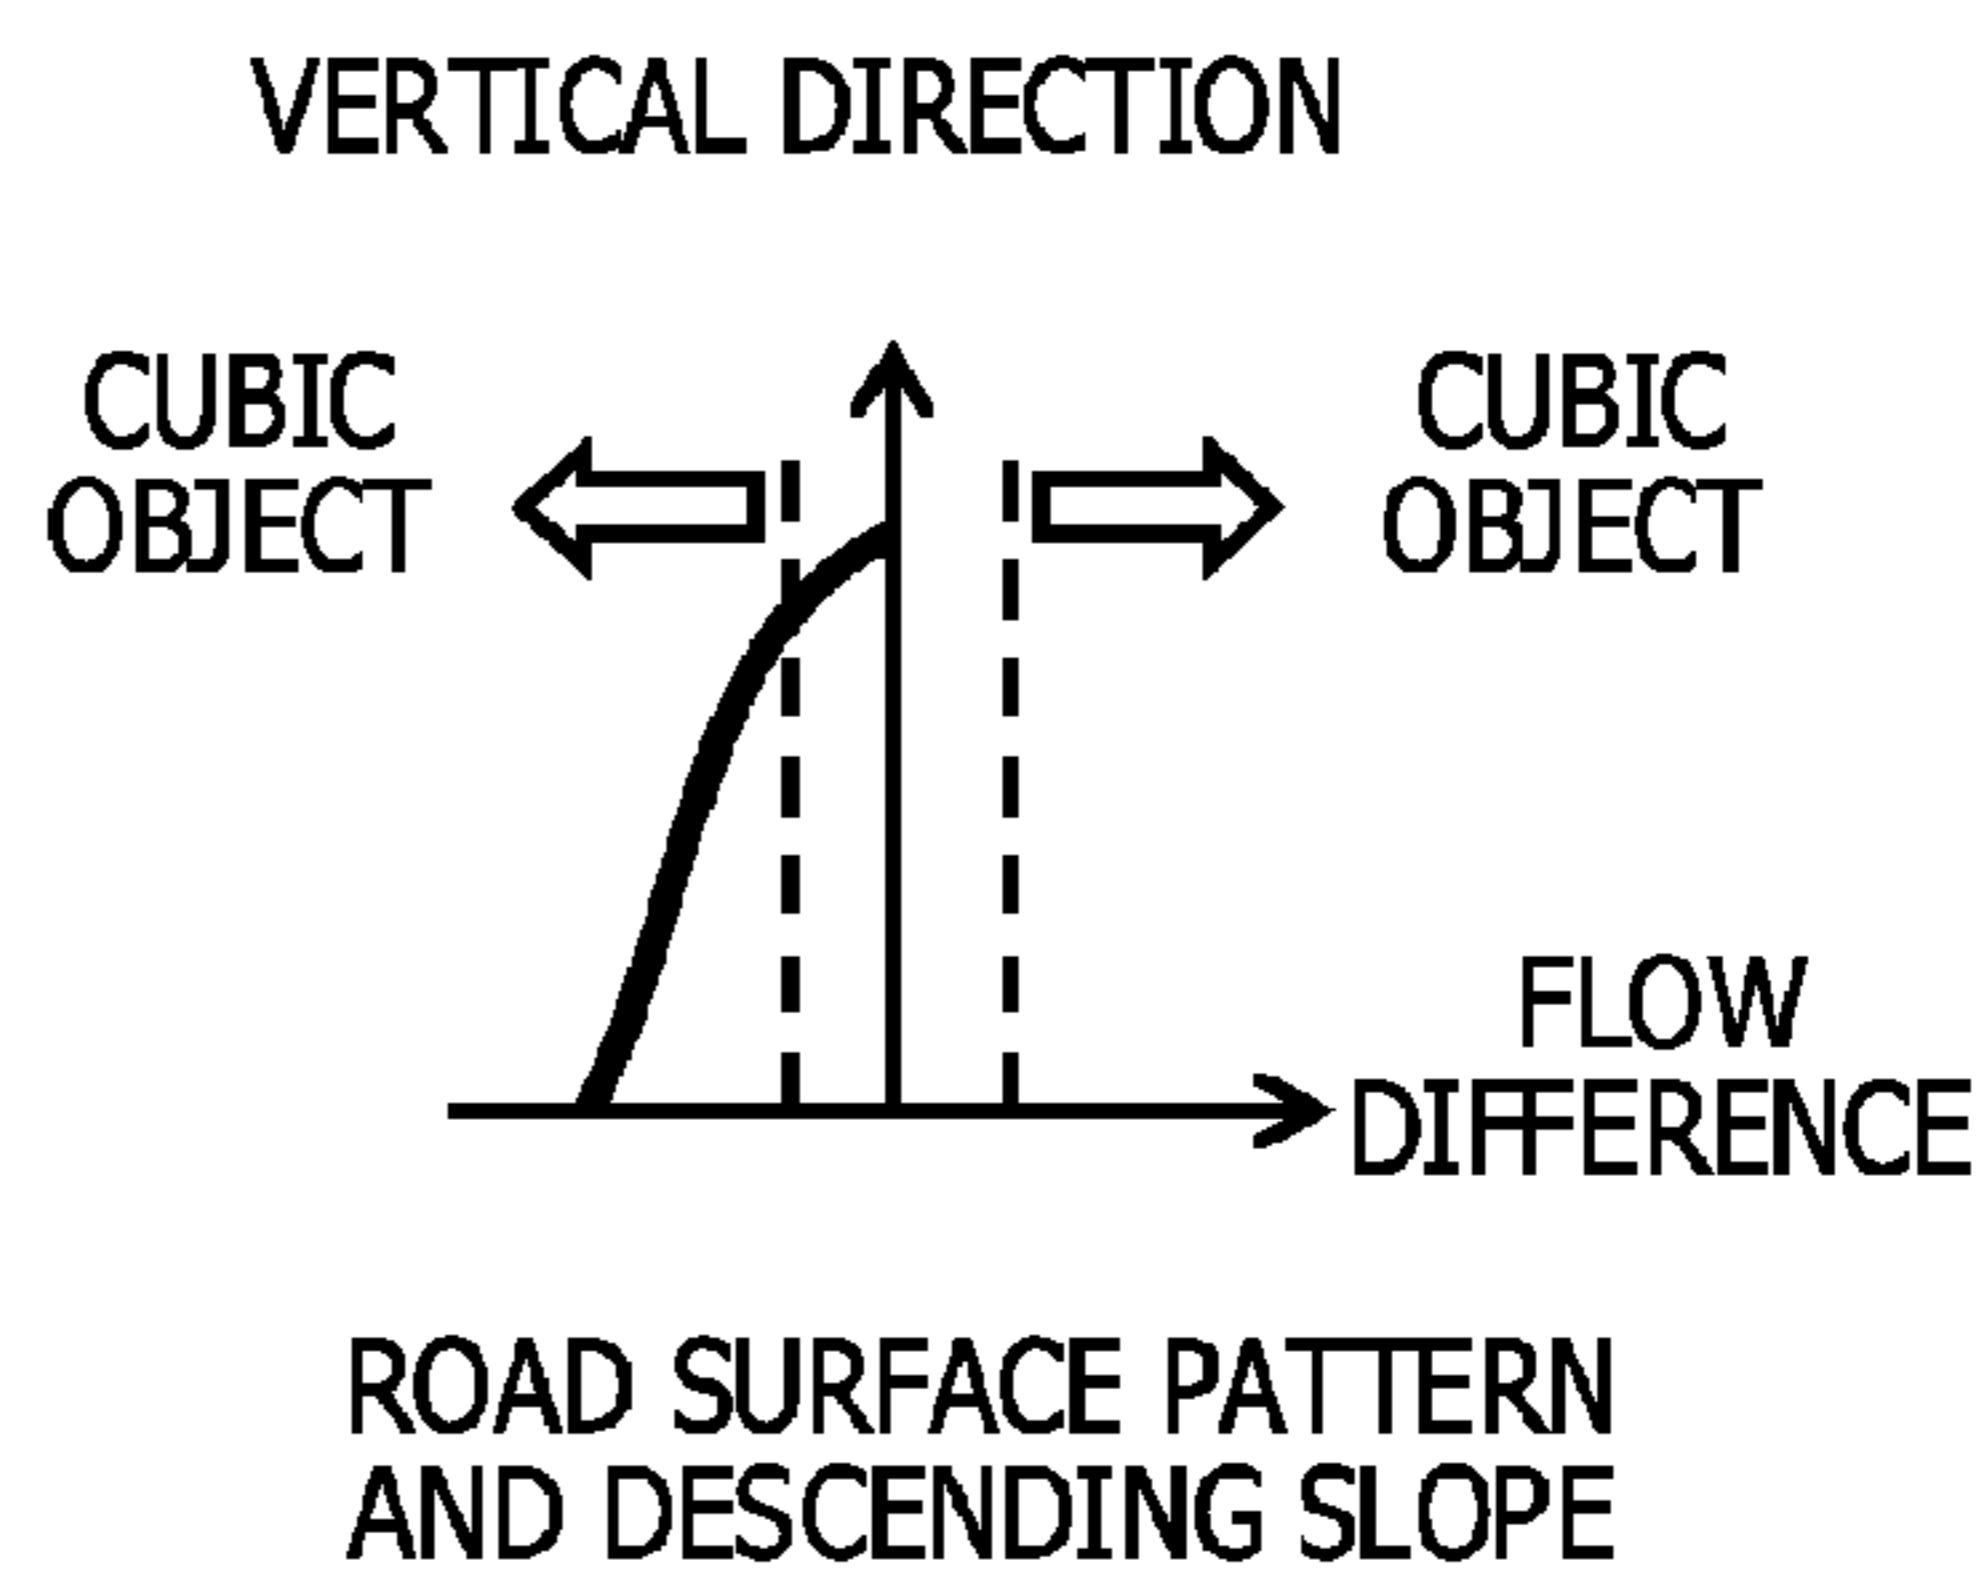 VERTICAL DIRECTION
CUBIC
OBJECT
CUBIC
OBJECT
FLOW
DIFFERENCE
ROAD SURFACE PATTERN
AND DESCENDING SLOPE